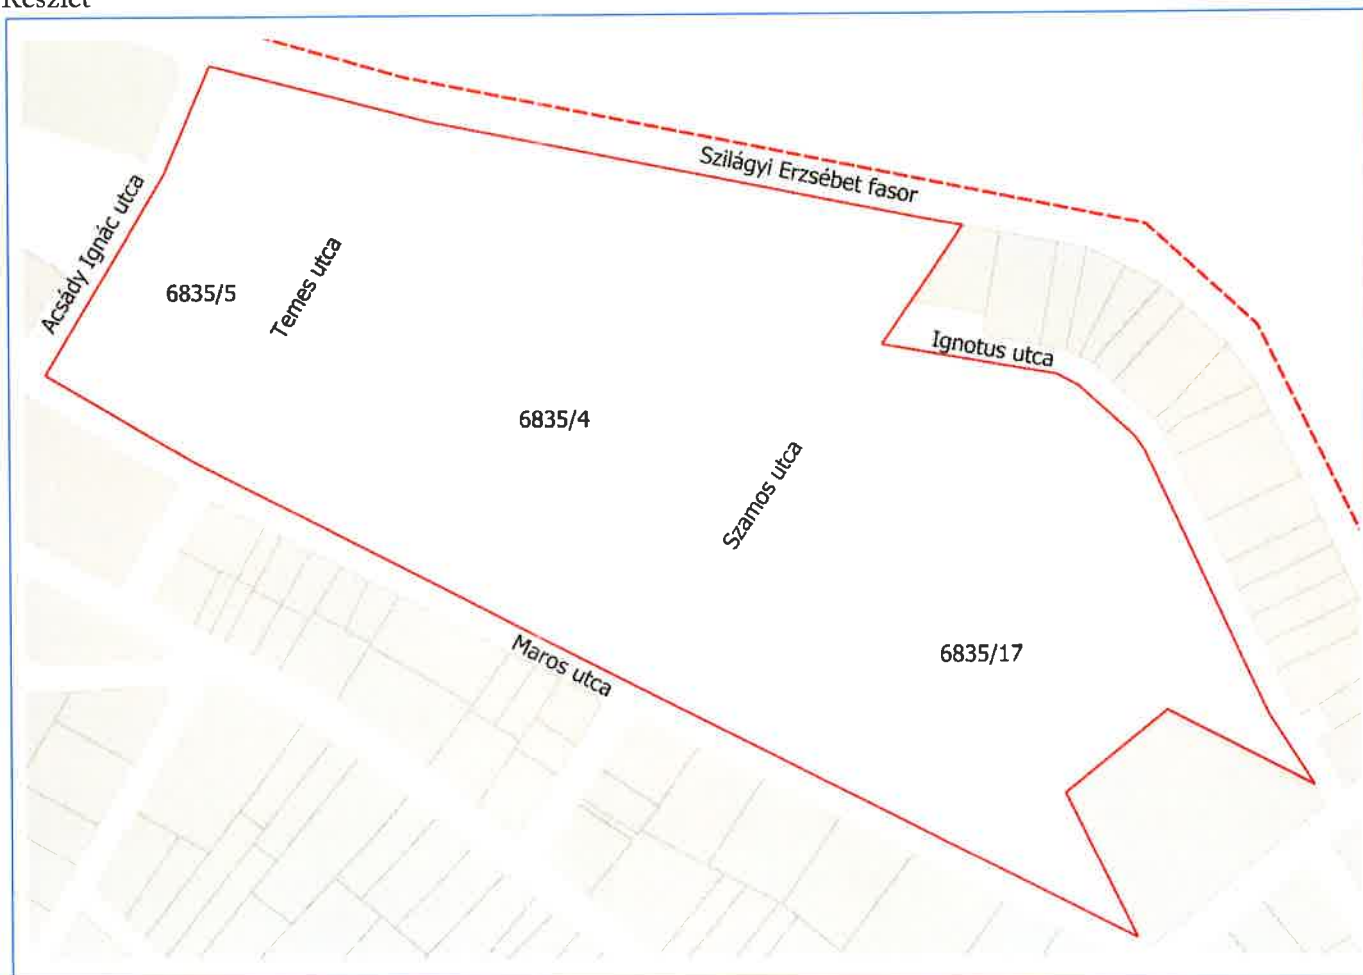 Részlet
Szilágyi Erzsébet fasor
Acsády Ignác utca
6835/5
Temes utca
Ignotus utca
6835/4
Szamos utca
Maros utca
6835/17